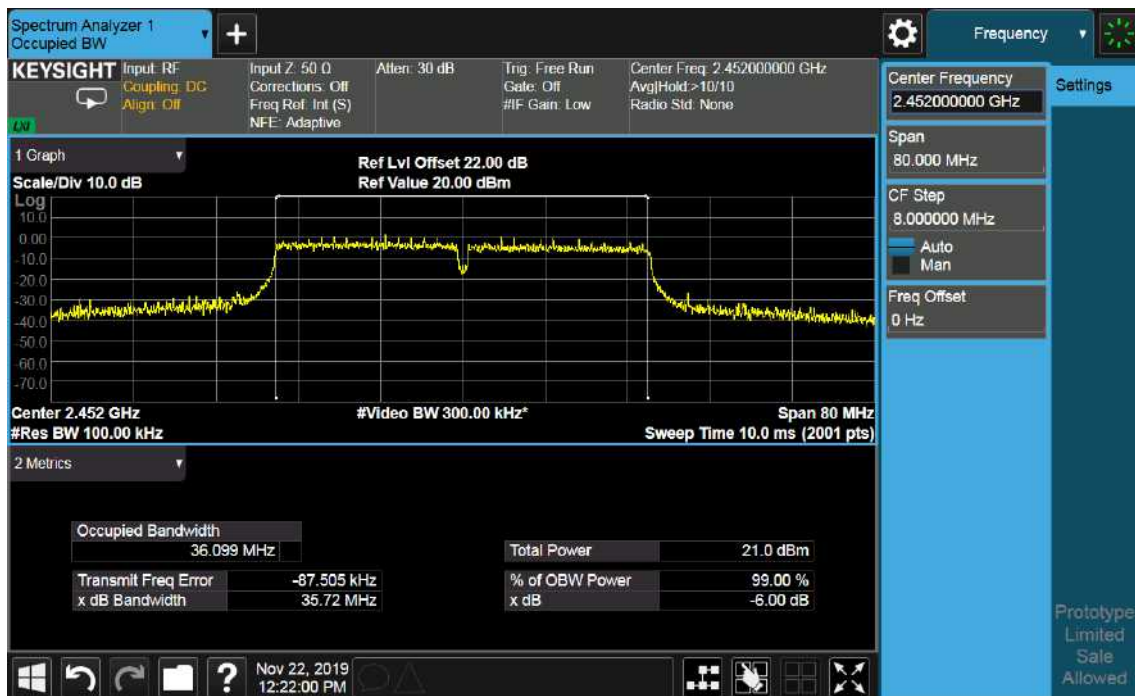 Spectrum Analyzer 1
Occupied BW
+
Frequency
KEYSIGHT
LXI
Input: RF
Coupling: DC
Align: Off
Input Z: 50 Ω
Corrections: Off
Freq Ref: Int (S)
NFE: Adaptive
Atten: 30 dB
Trig: Free Run
Gate: Off
#IF Gain: Low
Center Freq: 2.452000000 GHz
Avg|Hold:>10/10
Radio Std: None
Center Frequency
2.452000000 GHz
Settings
Span
80.000 MHz
CF Step
8.000000 MHz
Auto
Man
Freq Offset
0 Hz
1 Graph
Scale/Div 10.0 dB
Ref Lvl Offset 22.00 dB
Ref Value 20.00 dBm
Log
10.0
0.00
-10.0
-20.0
-30.0
-40.0
-50.0
-60.0
-70.0
Center 2.452 GHz
#Res BW 100.00 kHz
#Video BW 300.00 kHz*
Span 80 MHz
Sweep Time 10.0 ms (2001 pts)
2 Metrics
Occupied Bandwidth
36.099 MHz
Total Power 21.0 dBm
Transmit Freq Error -87.505 kHz
% of OBW Power 99.00 %
x dB Bandwidth 35.72 MHz
x dB -6.00 dB
Prototype
Limited
Sale
Allowed
?
Nov 22, 2019
12:22:00 PM